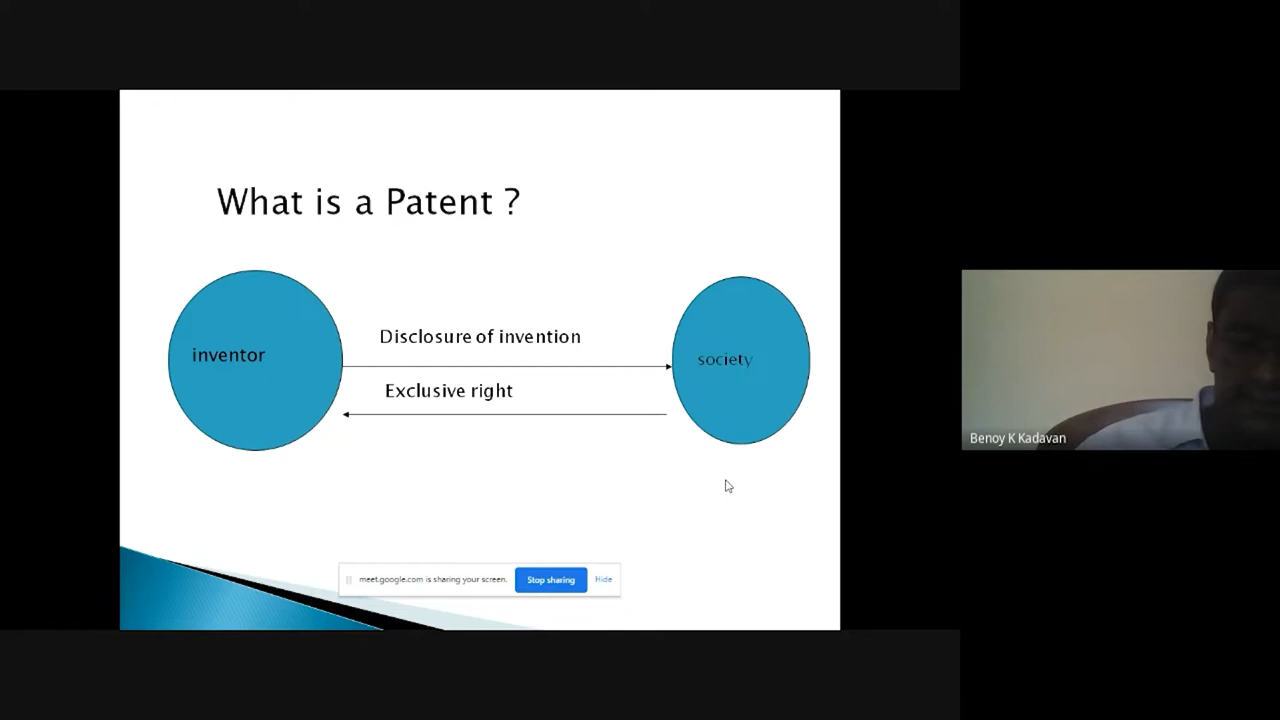 What is a Patent ?
inventor
Disclosure of invention
Exclusive right
society
meet.google.com is sharing your screen.
Stop sharing
Hide
Benoy K Kadavan